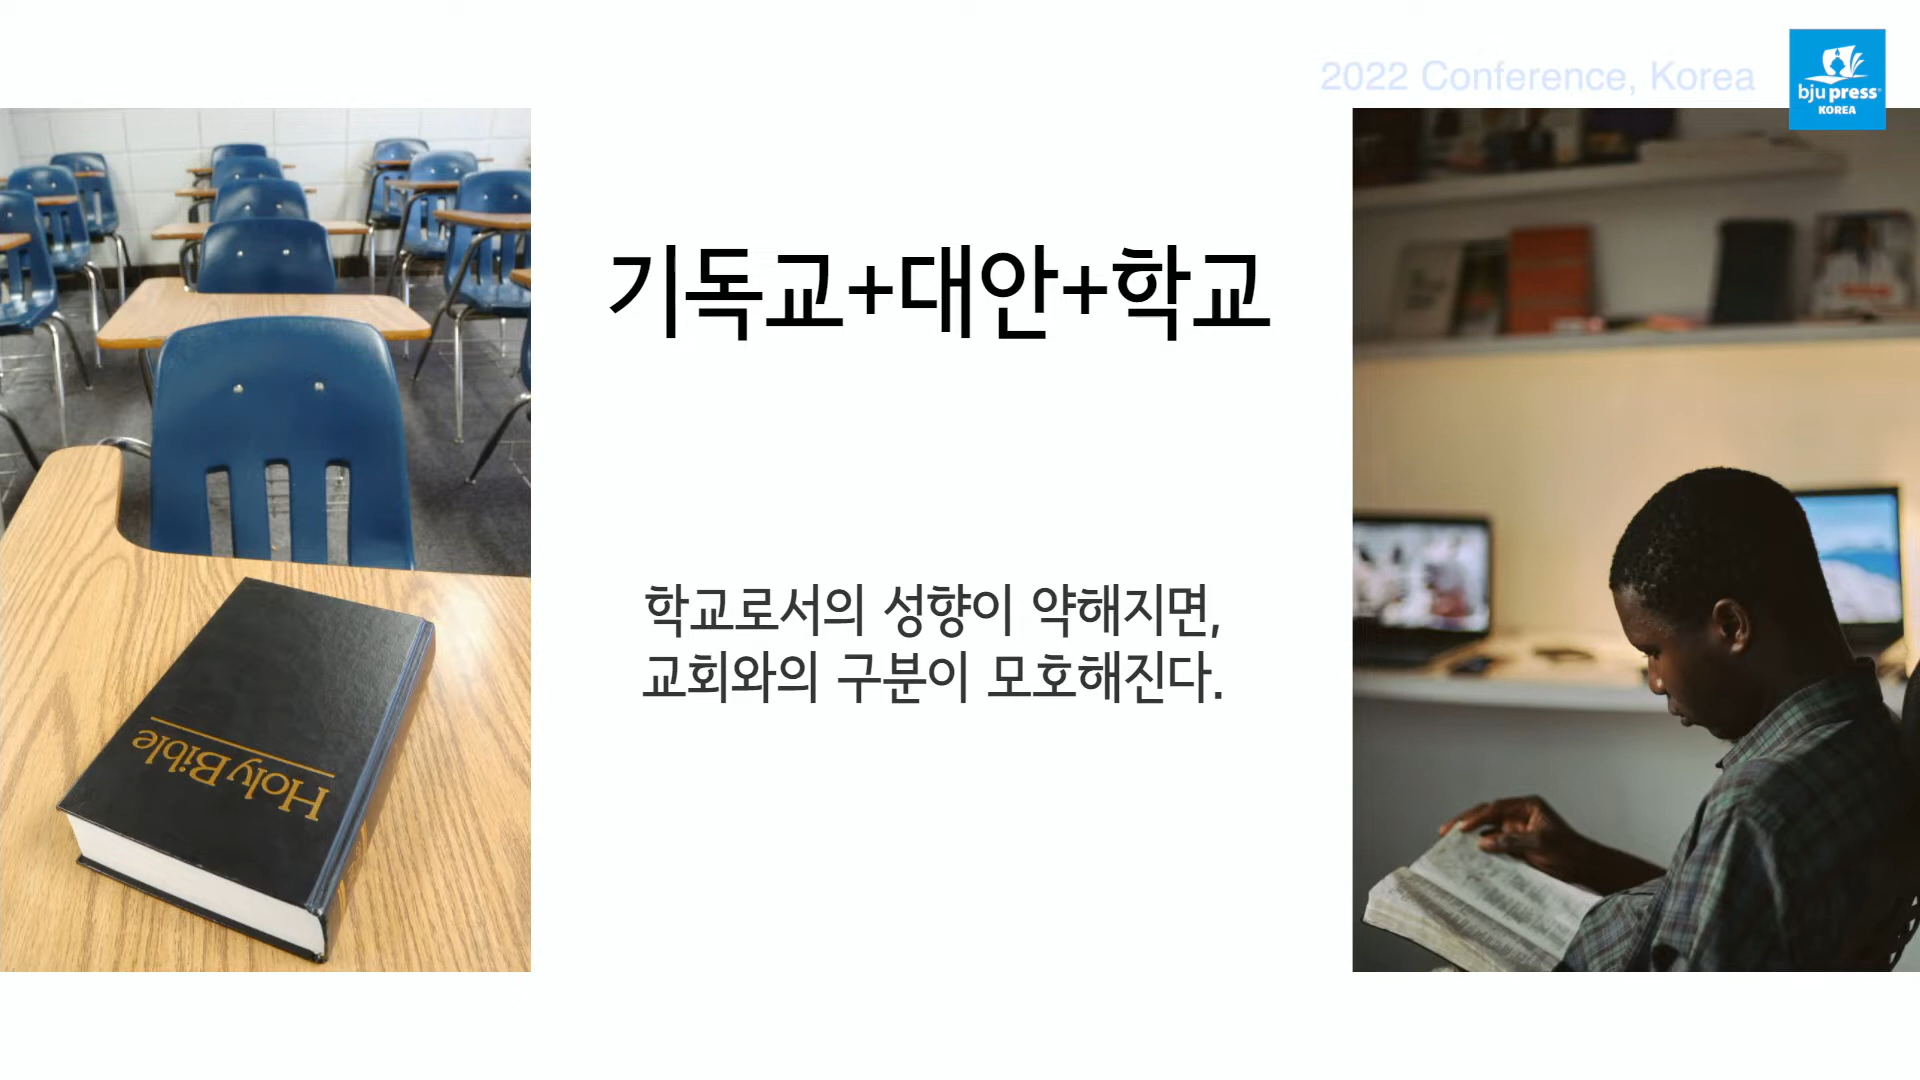 2022 Conference, Korea
bju press
KOREA
기독교+대안+학교
학교로서의 성향이 약해지면,
교회와의 구분이 모호해진다.
Holy Bible